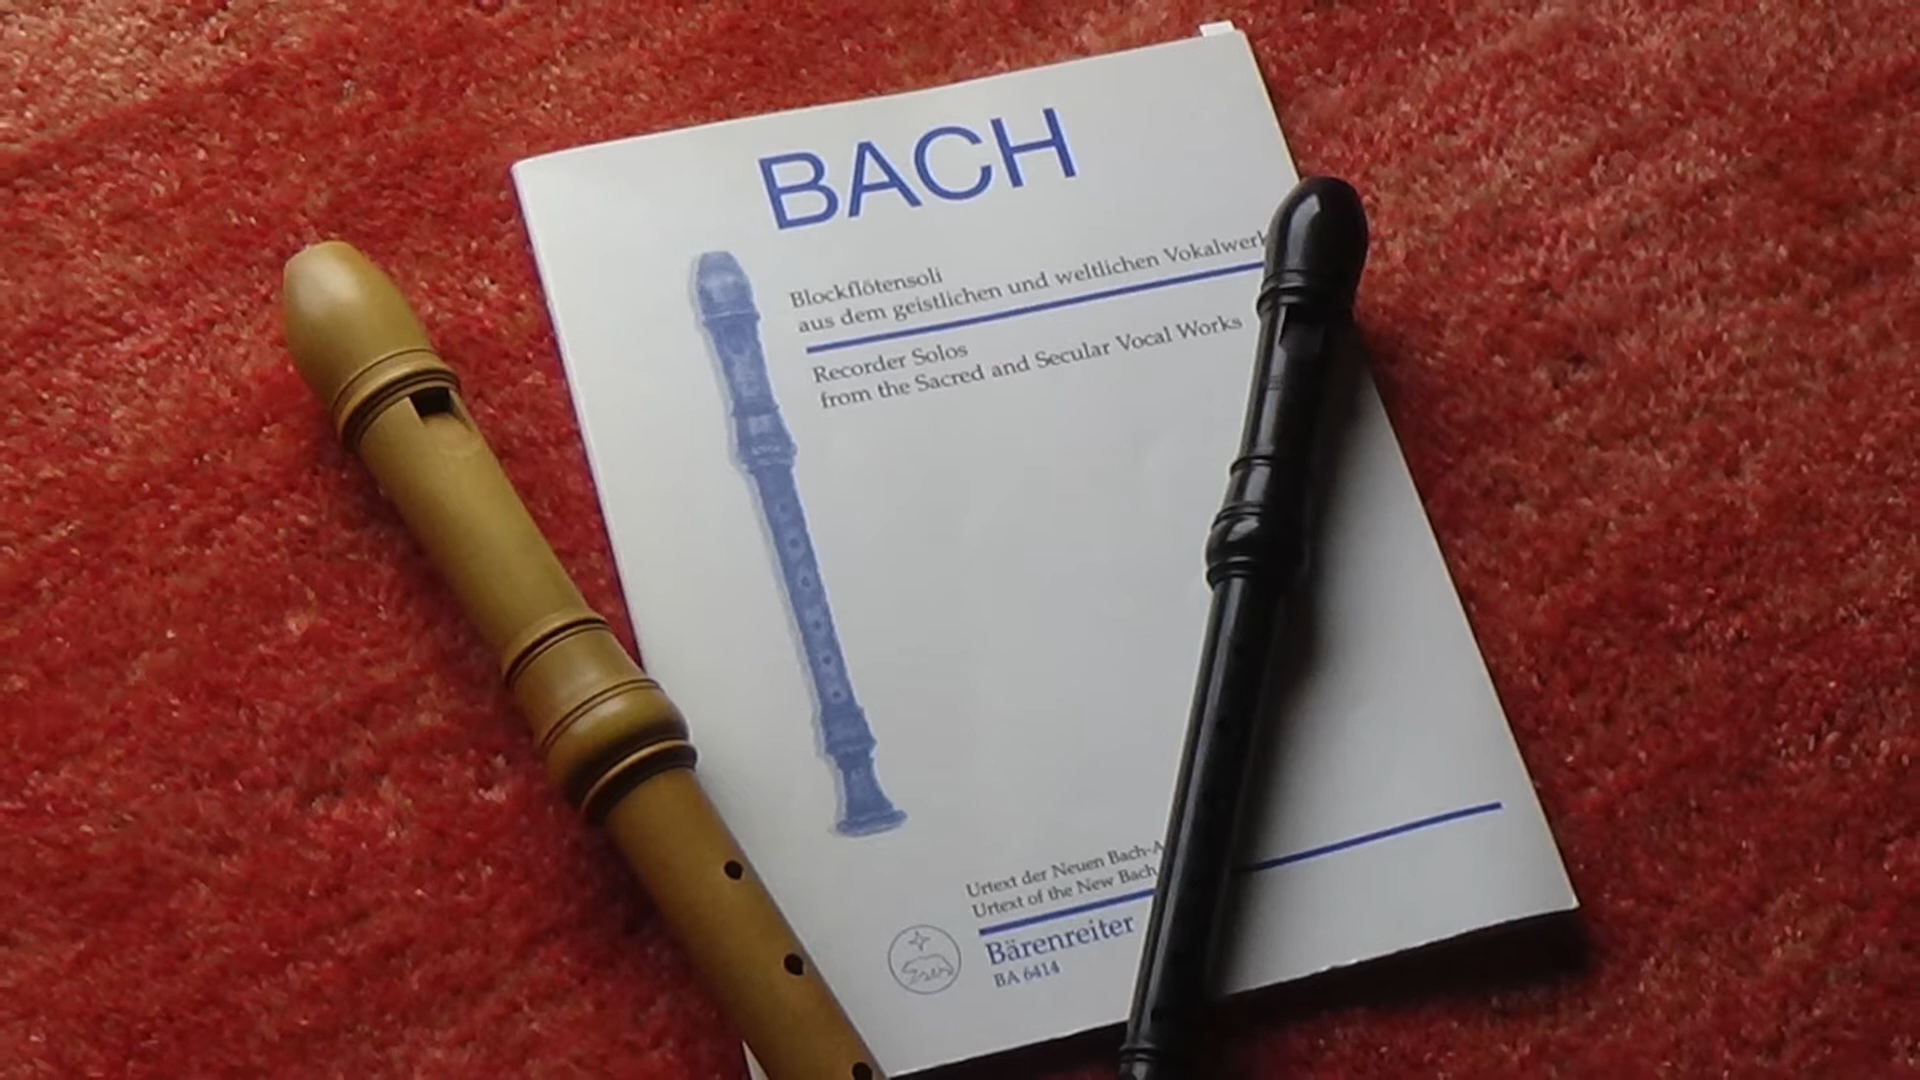 BACH
Blockflötensoli
aus dem geistlichen und weltlichen Vokalwerk
Recorder Solos
from the Sacred and Secular Vocal Works
Urtext der Neuen Bach-A
Urtext of the New Bach
Bärenreiter
BA 6414